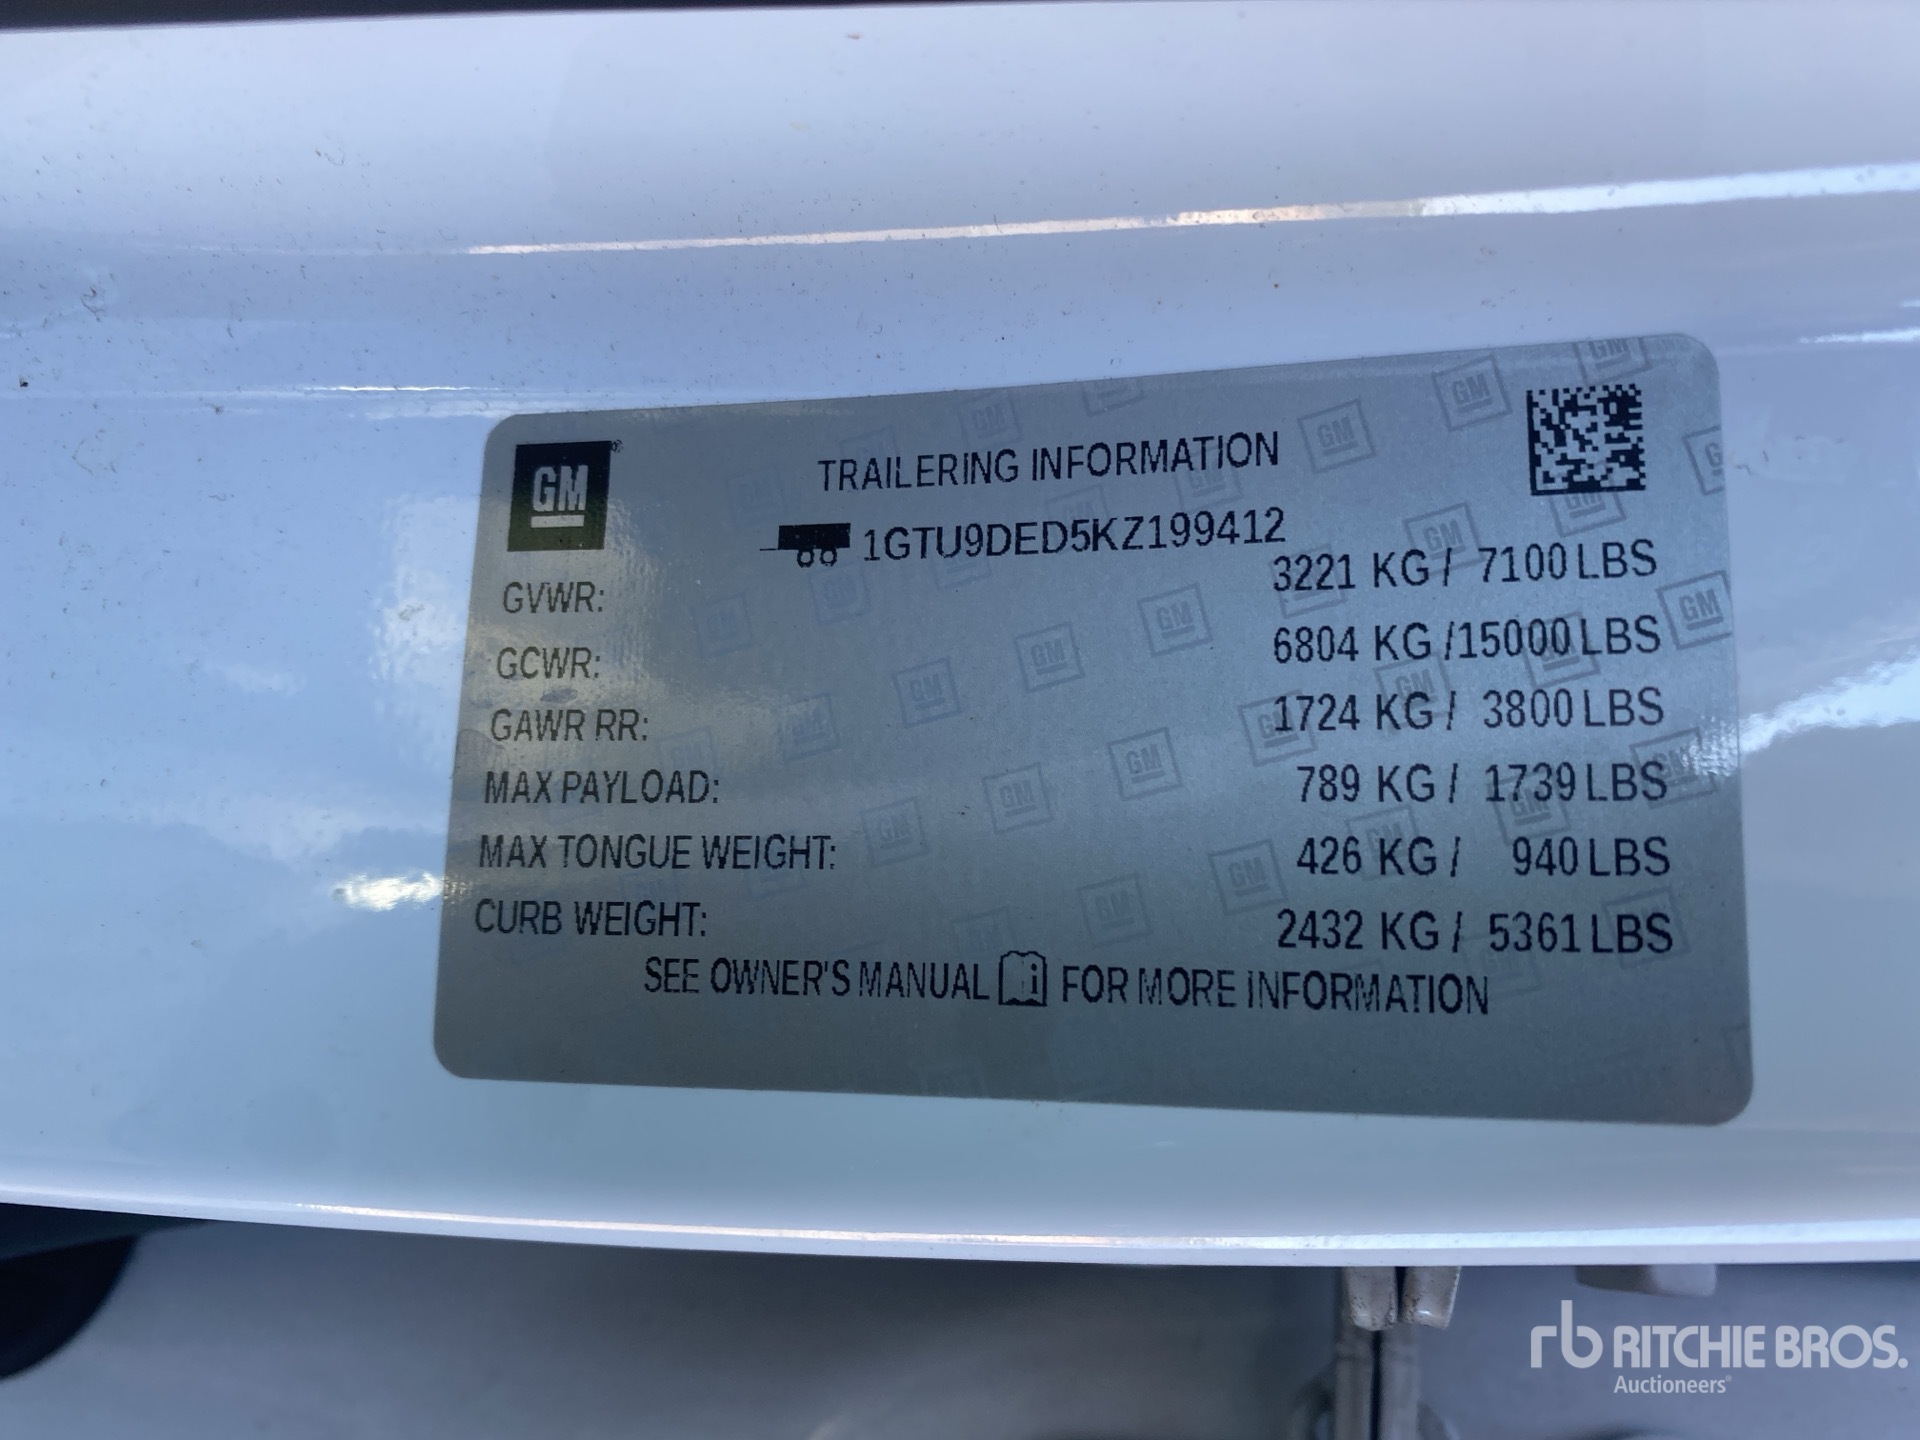 GM
TRAILERING INFORMATION
1GTU9DED5KZ199412
GVWR: 3221 KG / 7100 LBS
GCWR: 6804 KG /15000 LBS
GAWR RR: 1724 KG / 3800 LBS
MAX PAYLOAD: 789 KG / 1739 LBS
MAX TONGUE WEIGHT: 426 KG / 940 LBS
CURB WEIGHT: 2432 KG / 5361 LBS
SEE OWNER'S MANUAL i FOR MORE INFORMATION
rb RITCHIE BROS.
Auctioneers